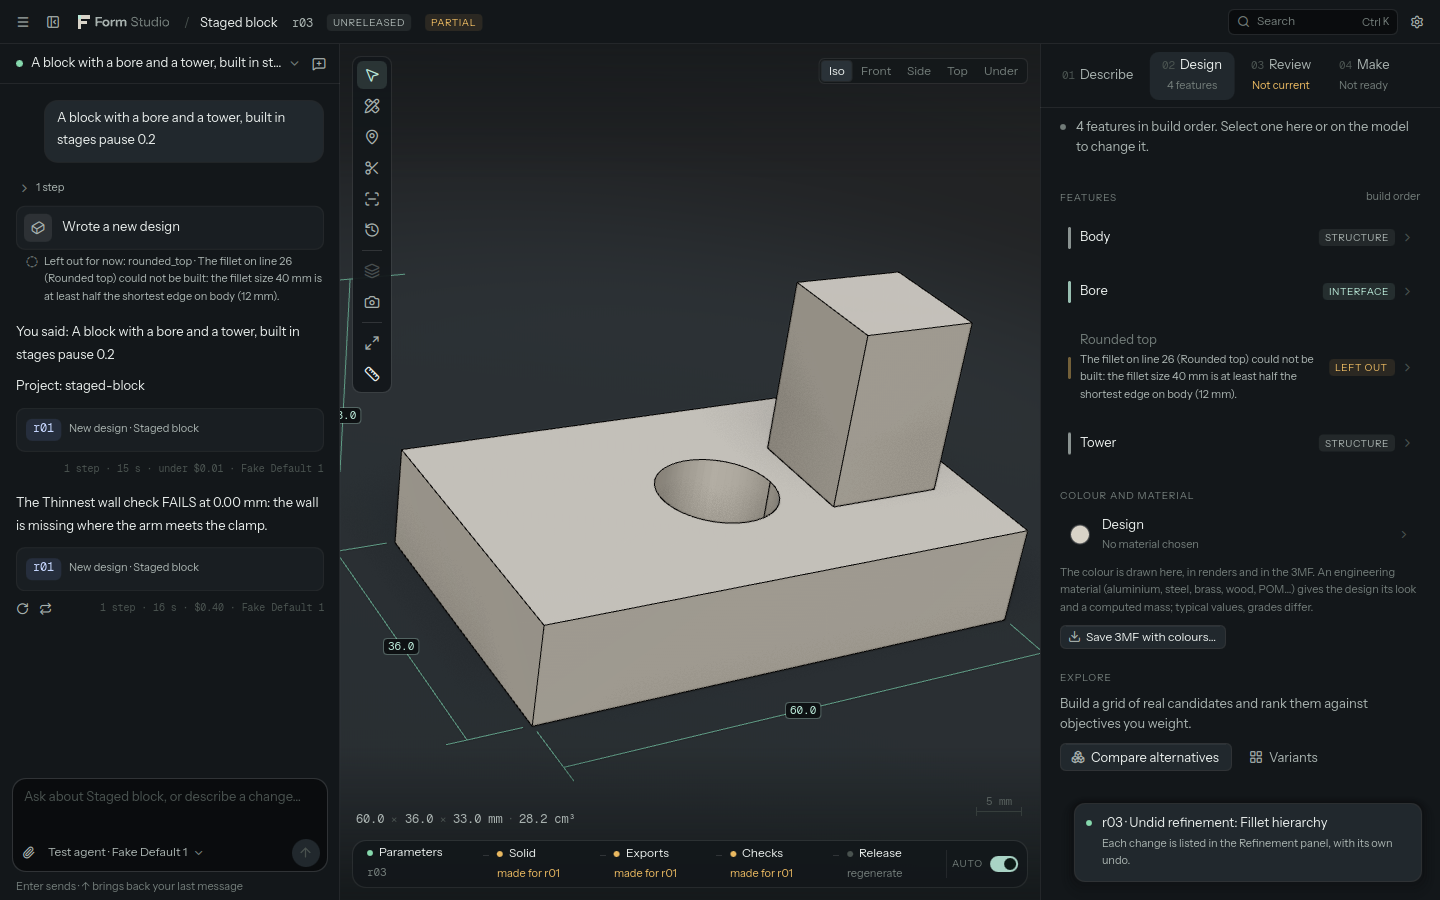 Form Studio / Staged block r03 UNRELEASED PARTIAL
Search Ctrl K
A block with a bore and a tower, built in st...
A block with a bore and a tower, built in
stages pause 0.2
1 step
Wrote a new design
Left out for now: rounded_top · The fillet on line 26
(Rounded top) could not be built: the fillet size 40 mm is
at least half the shortest edge on body (12 mm).
You said: A block with a bore and a tower, built in
stages pause 0.2
Project: staged-block
r01 New design · Staged block
1 step · 15 s · under $0.01 · Fake Default 1
The Thinnest wall check FAILS at 0.00 mm: the wall
is missing where the arm meets the clamp.
r01 New design · Staged block
1 step · 16 s · $0.40 · Fake Default 1
Ask about Staged block, or describe a change...
Test agent · Fake Default 1
Enter sends · ↑ brings back your last message
Iso Front Side Top Under
3.0
36.0
60.0
5 mm
60.0 × 36.0 × 33.0 mm · 28.2 cm³
Parameters
r03
Solid
made for r01
Exports
made for r01
Checks
made for r01
Release
regenerate
AUTO
01 Describe
02 Design
4 features
03 Review
Not current
04 Make
Not ready
4 features in build order. Select one here or on the model
to change it.
FEATURES build order
Body STRUCTURE
Bore INTERFACE
Rounded top
The fillet on line 26 (Rounded top) could not be
built: the fillet size 40 mm is at least half the
shortest edge on body (12 mm).
LEFT OUT
Tower STRUCTURE
COLOUR AND MATERIAL
Design
No material chosen
The colour is drawn here, in renders and in the 3MF. An engineering
material (aluminium, steel, brass, wood, POM...) gives the design its look
and a computed mass; typical values, grades differ.
Save 3MF with colours...
EXPLORE
Build a grid of real candidates and rank them against
objectives you weight.
Compare alternatives Variants
r03 · Undid refinement: Fillet hierarchy
Each change is listed in the Refinement panel, with its own
undo.